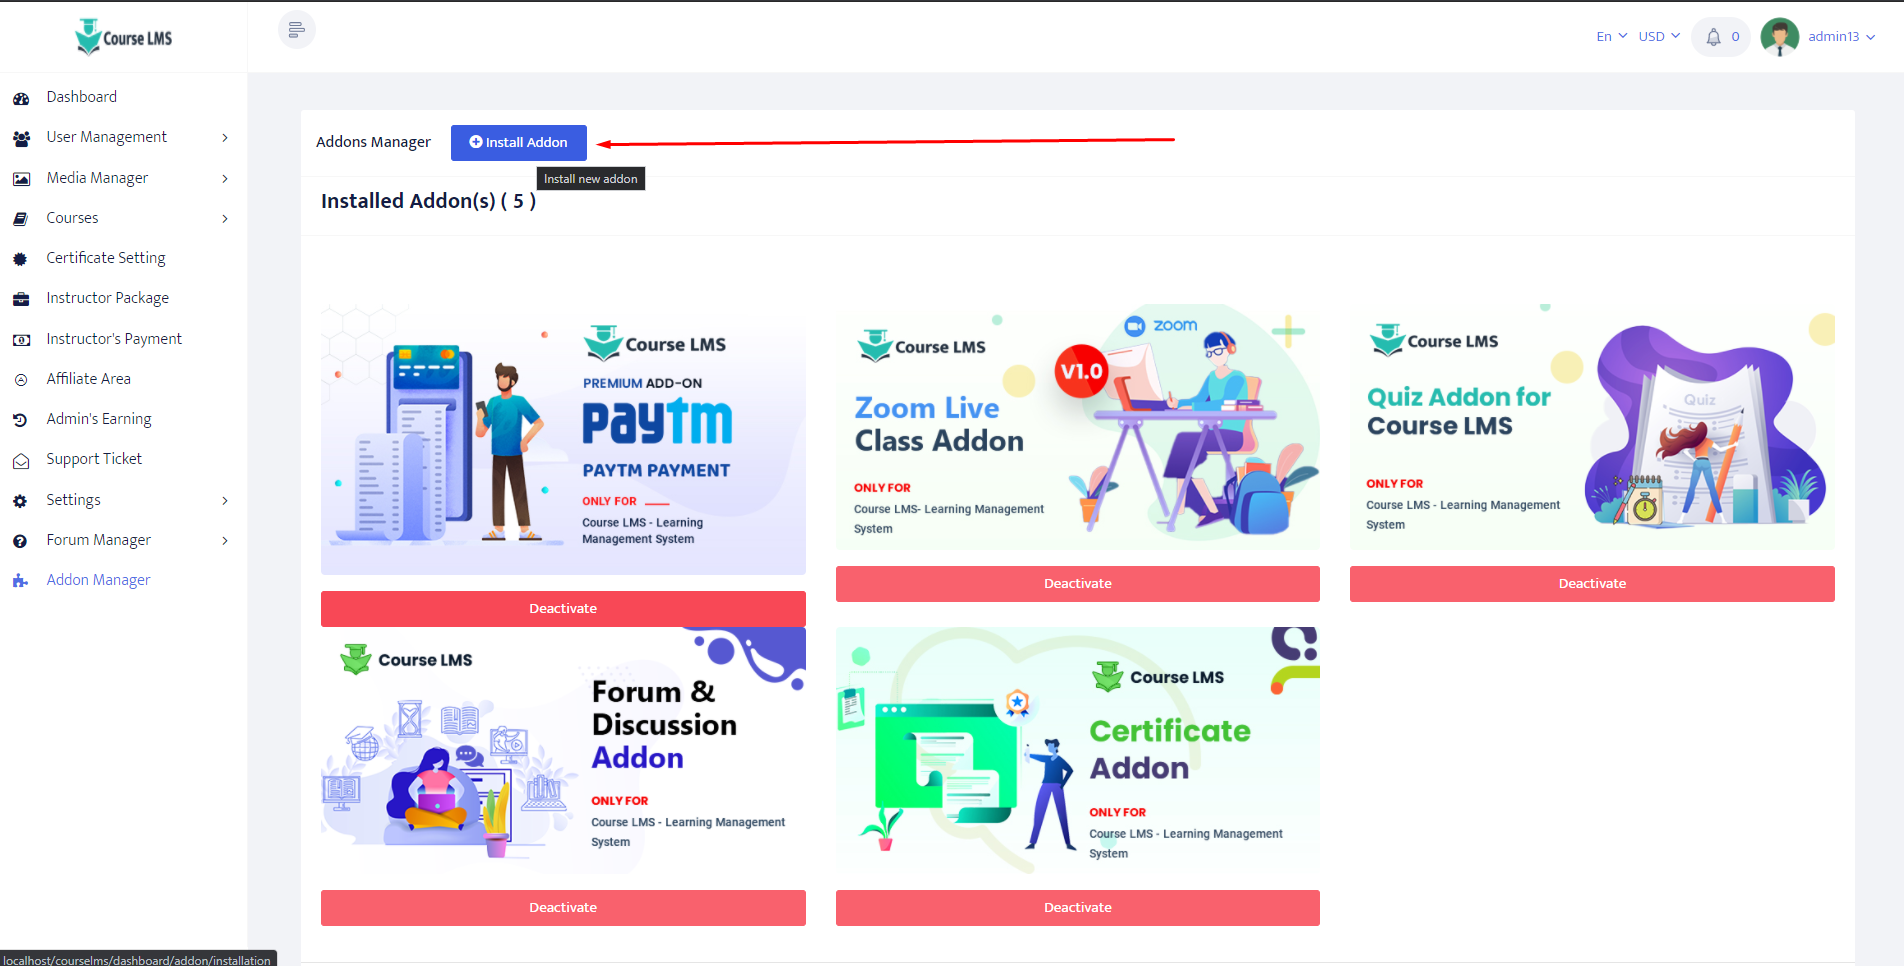 Course LMS
En
USD
0
admin13
Dashboard
User Management
Media Manager
Courses
Certificate Setting
Instructor Package
Instructor's Payment
Affiliate Area
Admin's Earning
Support Ticket
Settings
Forum Manager
Addon Manager
Addons Manager
Install Addon
Install new addon
Installed Addon(s) ( 5 )
Course LMS
PREMIUM ADD-ON
paytm
PAYTM PAYMENT
ONLY FOR
Course LMS - Learning
Management System
Deactivate
zoom
Course LMS
V1.0
Zoom Live
Class Addon
ONLY FOR
Course LMS- Learning Management
System
Deactivate
Course LMS
Quiz Addon for
Course LMS
Quiz
ONLY FOR
Course LMS - Learning Management
System
Deactivate
Course LMS
Forum &
Discussion
Addon
ONLY FOR
Course LMS - Learning Management
System
Deactivate
Course LMS
Certificate
Addon
ONLY FOR
Course LMS - Learning Management
System
Deactivate
localhost/courselms/dashboard/addon/installation